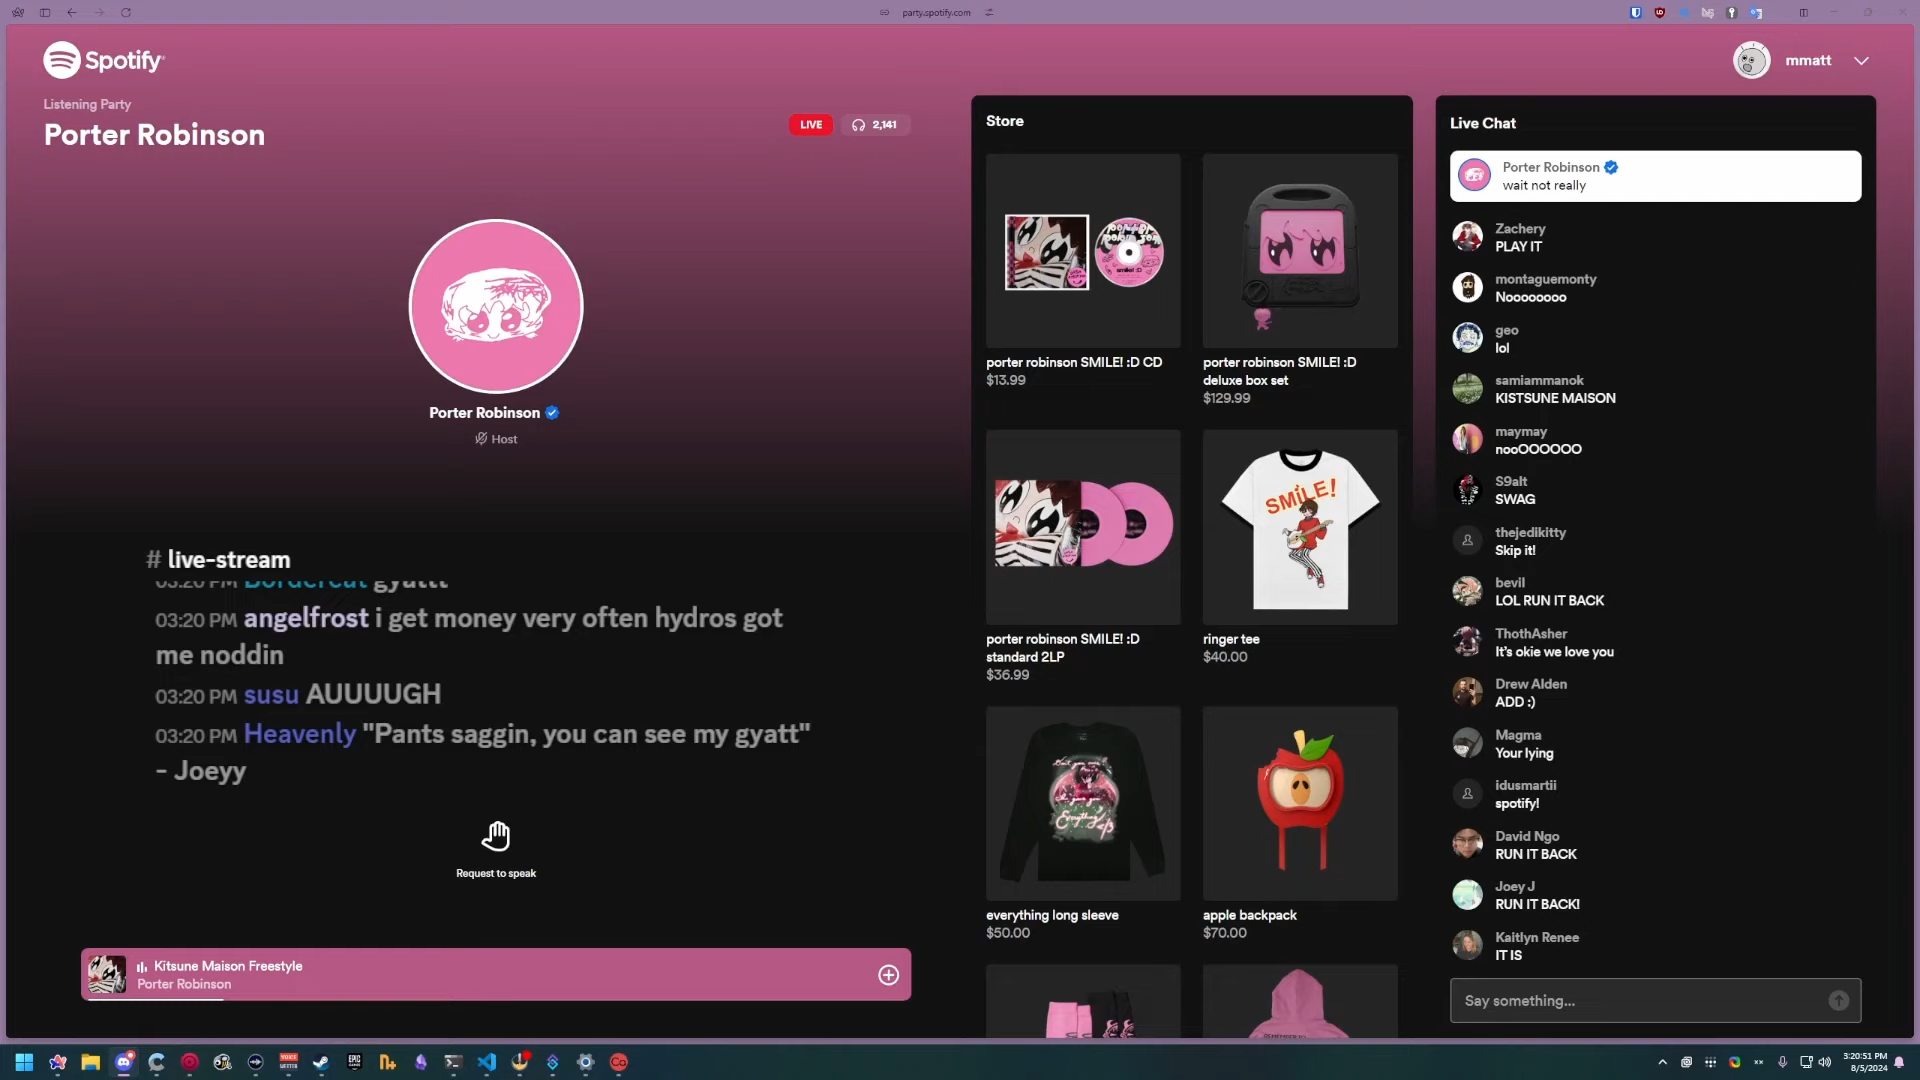 party.spotify.com
Spotify
mmatt
Listening Party
Porter Robinson
LIVE
2,141
Porter Robinson
Host
# live-stream
03:20 PM Bordercut gyattt
03:20 PM angelfrost i get money very often hydros got
me noddin
03:20 PM susu AUUUUGH
03:20 PM Heavenly "Pants saggin, you can see my gyatt"
- Joeyy
Request to speak
Kitsune Maison Freestyle
Porter Robinson
Store
porter robinson SMILE! :D CD
$13.99
porter robinson SMILE! :D
deluxe box set
$129.99
SMiLE!
porter robinson SMILE! :D
standard 2LP
$36.99
ringer tee
$40.00
everything long sleeve
$50.00
apple backpack
$70.00
Live Chat
Porter Robinson
wait not really
Zachery
PLAY IT
montaguemonty
Noooooooo
geo
lol
samiammanok
KISTSUNE MAISON
maymay
nooOOOOOO
S9alt
SWAG
thejedikitty
Skip it!
bevil
LOL RUN IT BACK
ThothAsher
It's okie we love you
Drew Alden
ADD :)
Magma
Your lying
idusmartii
spotify!
David Ngo
RUN IT BACK
Joey J
RUN IT BACK!
Kaitlyn Renee
IT IS
Say something...
3:20:51 PM
8/5/2024